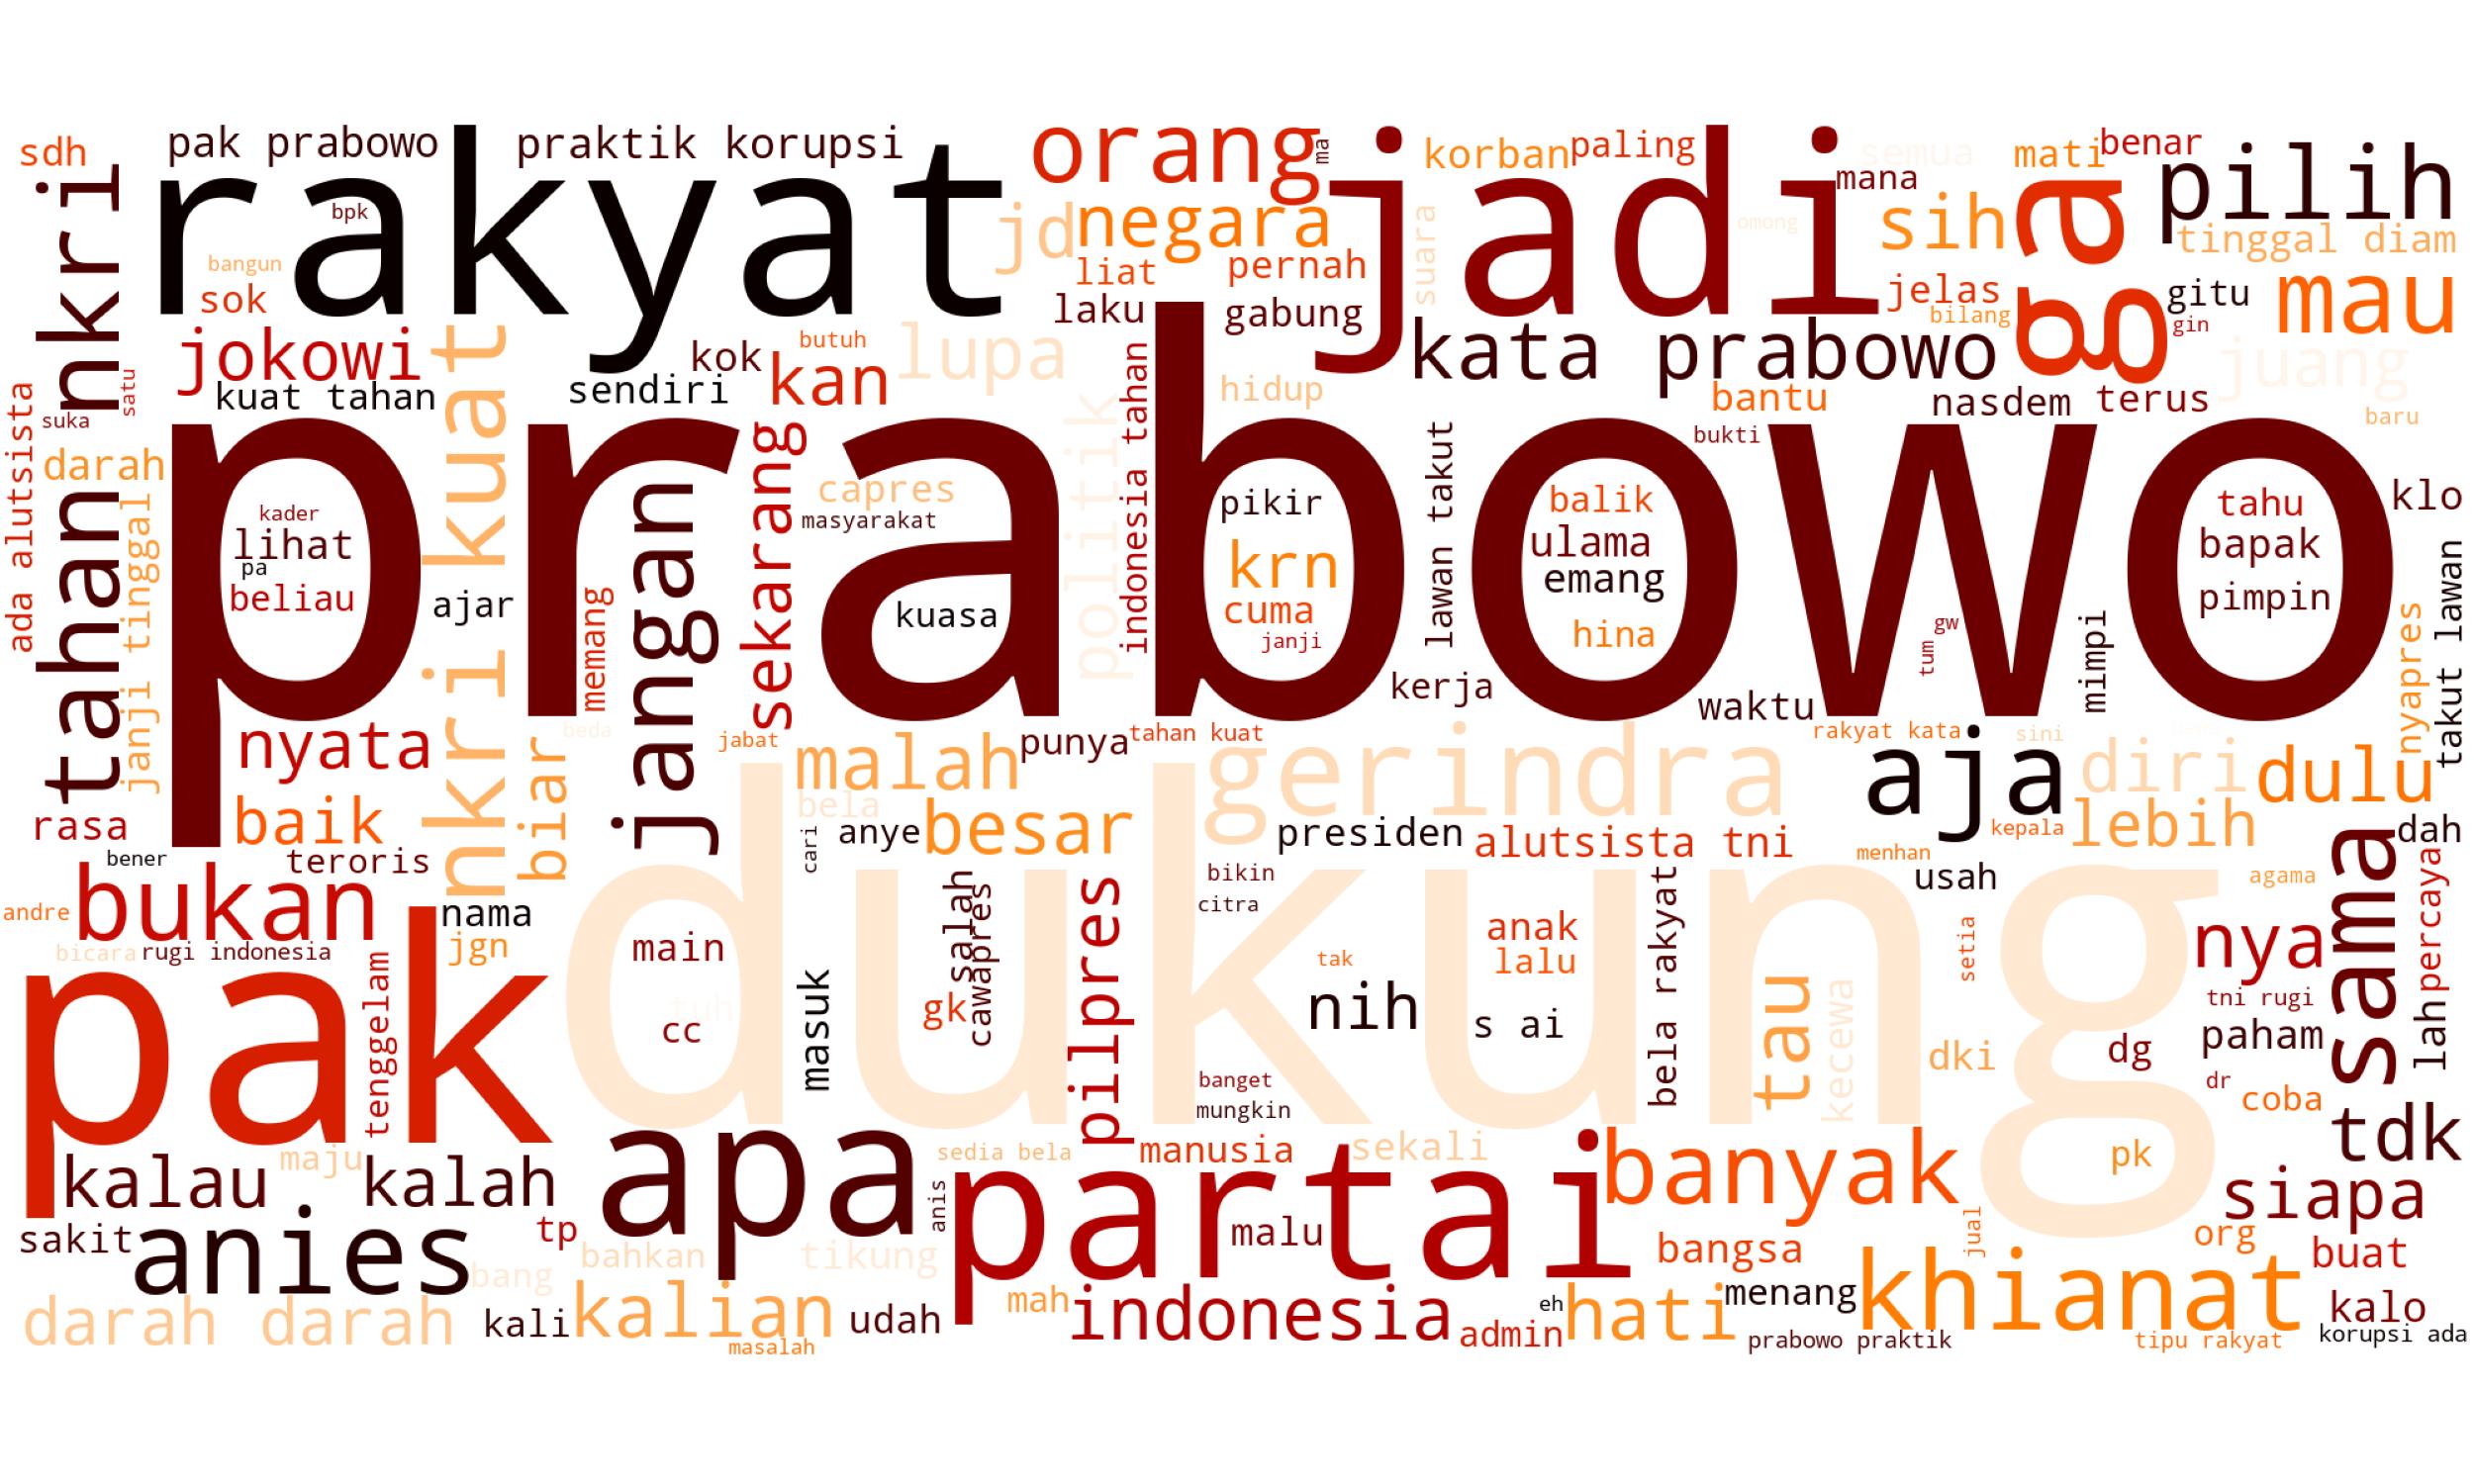 sdh
pak prabowo
praktik korupsi
orang
ma
korban
paling
semua
mati
benar
pilih
nkri
rakyat
bpk
jd
negara
jadi
mana
omong
sih
ga
tinggal diam
bangun
sok
liat
pernah
suara
jelas
bilang
gitu
gin
mau
laku
gabung
jokowi
kok
butuh
lupa
kata prabowo
juang
satu
suka
kuat tahan
sendiri
kan
hidup
bantu
nasdem
terus
baru
ada alutsista
darah
nkri kuat
sekarang
politik
indonesia tahan
lawan takut
bukti
prabowo
tahan
janji tinggal
kader
lihat
pa
beliau
ajar
memang
jangan
capres
masyarakat
kuasa
pikir
krn
cuma
janji
balik
ulama
emang
hina
gw
tum
mimpi
tahu
bapak
pimpin
klo
nyapres
takut lawan
kerja
waktu
nyata
beda
jabat
malah
punya
tahan kuat
gerindra
rakyat kata
sini
aja
diri
dulu
rasa
baik
biar
bela
cari
anye
besar
presiden
alutsista tni
kepala
lebih
dah
bener
teroris
bikin
citra
menhan
usah
agama
sama
percaya
andre
bukan
nama
jgn
bicara
rugi indonesia
main
tuh
cc
masuk
salah
cawapres
gk
pilpres
dukung
tak
nih
anak
lalu
s ai
bela rakyat
tau
kecewa
setia
dki
dg
nya
tni rugi
paham
lah
dr
coba
pak
tenggelam
banget
mungkin
manusia
sekali
sedia bela
anis
apa
partai
malu
banyak
pk
tdk
siapa
kalau
maju
kalah
sakit
anies
tp
bang
bahkan
tikung
bangsa
jual
org
buat
darah darah
kali
kalian
masalah
udah
mah
indonesia
admin
eh
hati
menang
prabowo praktik
khianat
tipu rakyat
kalo
korupsi ada